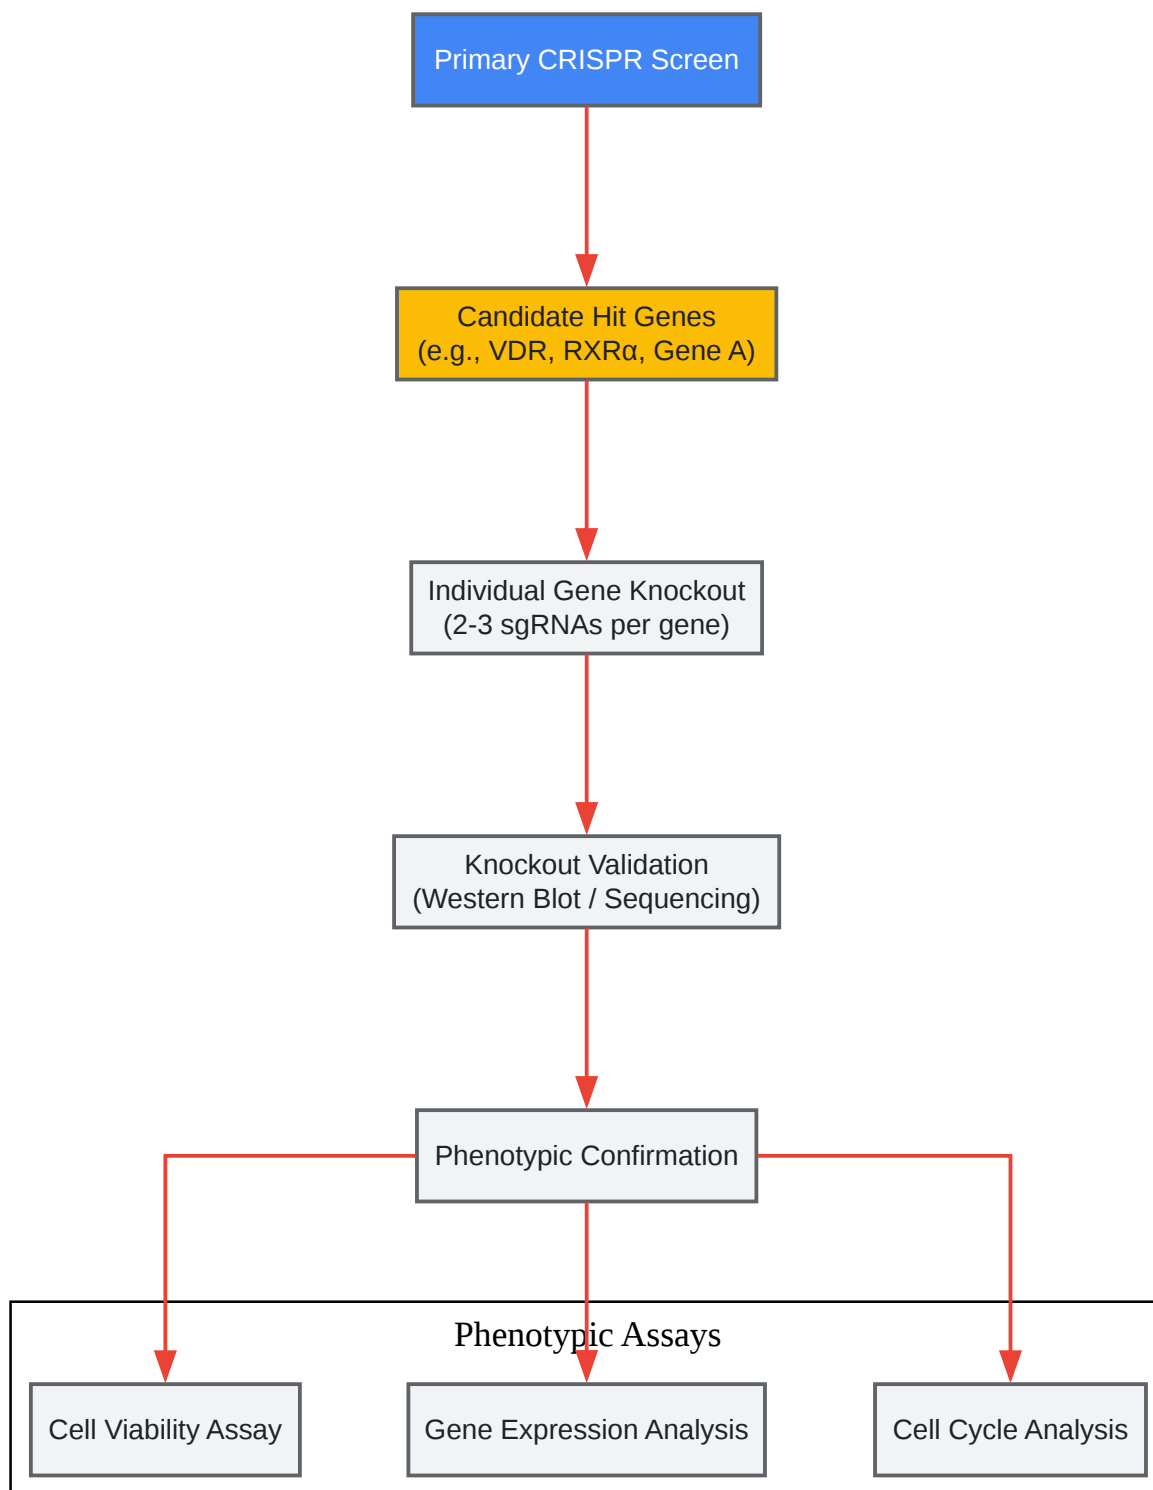 Primary CRISPR Screen
Candidate Hit Genes
(e.g., VDR, RXRα, Gene A)
Individual Gene Knockout
(2-3 sgRNAs per gene)
Knockout Validation
(Western Blot / Sequencing)
Phenotypic Confirmation
Phenotypic Assays
Cell Viability Assay
Gene Expression Analysis
Cell Cycle Analysis